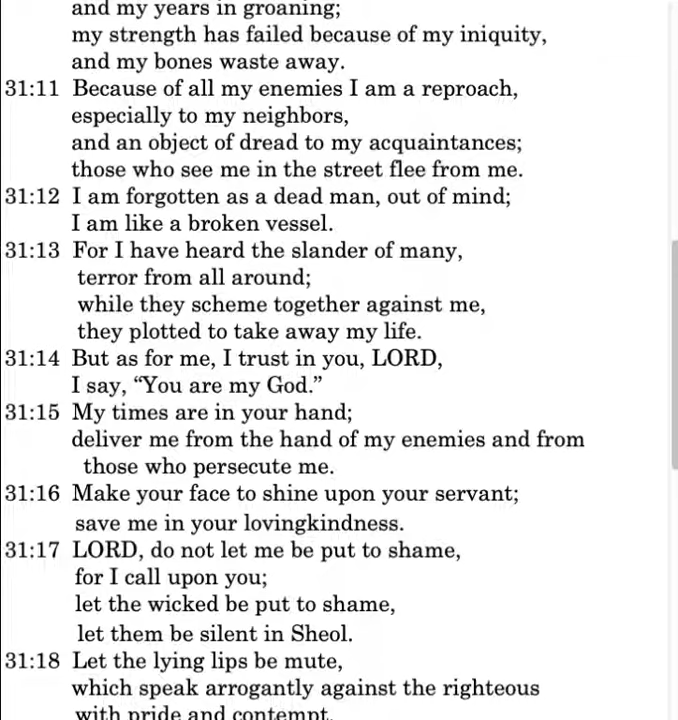 and my years in groaning;
my strength has failed because of my iniquity,
and my bones waste away.
31:11 Because of all my enemies I am a reproach,
especially to my neighbors,
and an object of dread to my acquaintances;
those who see me in the street flee from me.
31:12 I am forgotten as a dead man, out of mind;
I am like a broken vessel.
31:13 For I have heard the slander of many,
terror from all around;
while they scheme together against me,
they plotted to take away my life.
31:14 But as for me, I trust in you, LORD,
I say, “You are my God.”
31:15 My times are in your hand;
deliver me from the hand of my enemies and from
those who persecute me.
31:16 Make your face to shine upon your servant;
save me in your lovingkindness.
31:17 LORD, do not let me be put to shame,
for I call upon you;
let the wicked be put to shame,
let them be silent in Sheol.
31:18 Let the lying lips be mute,
which speak arrogantly against the righteous
with pride and contempt.